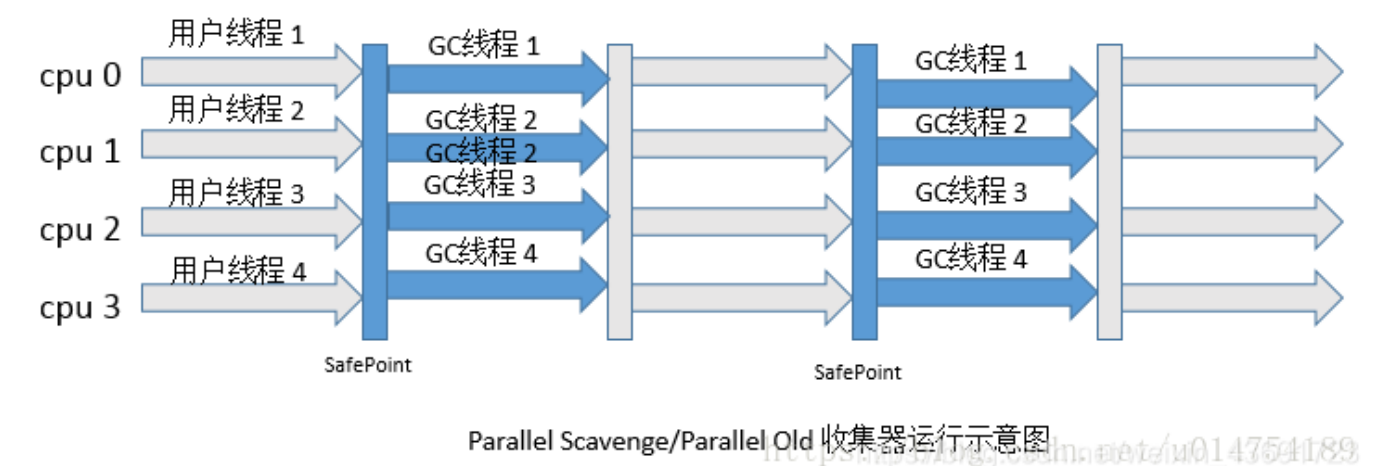 用户线程 1
GC线程 1
GC线程 1
cpu 0
用户线程 2
GC线程 2
GC线程 2
cpu 1
GC线程 2
用户线程 3
GC线程 3
GC线程 3
cpu 2
用户线程 4
GC线程 4
GC线程 4
cpu 3
SafePoint
SafePoint
Parallel Scavenge/Parallel Old 收集器运行示意图